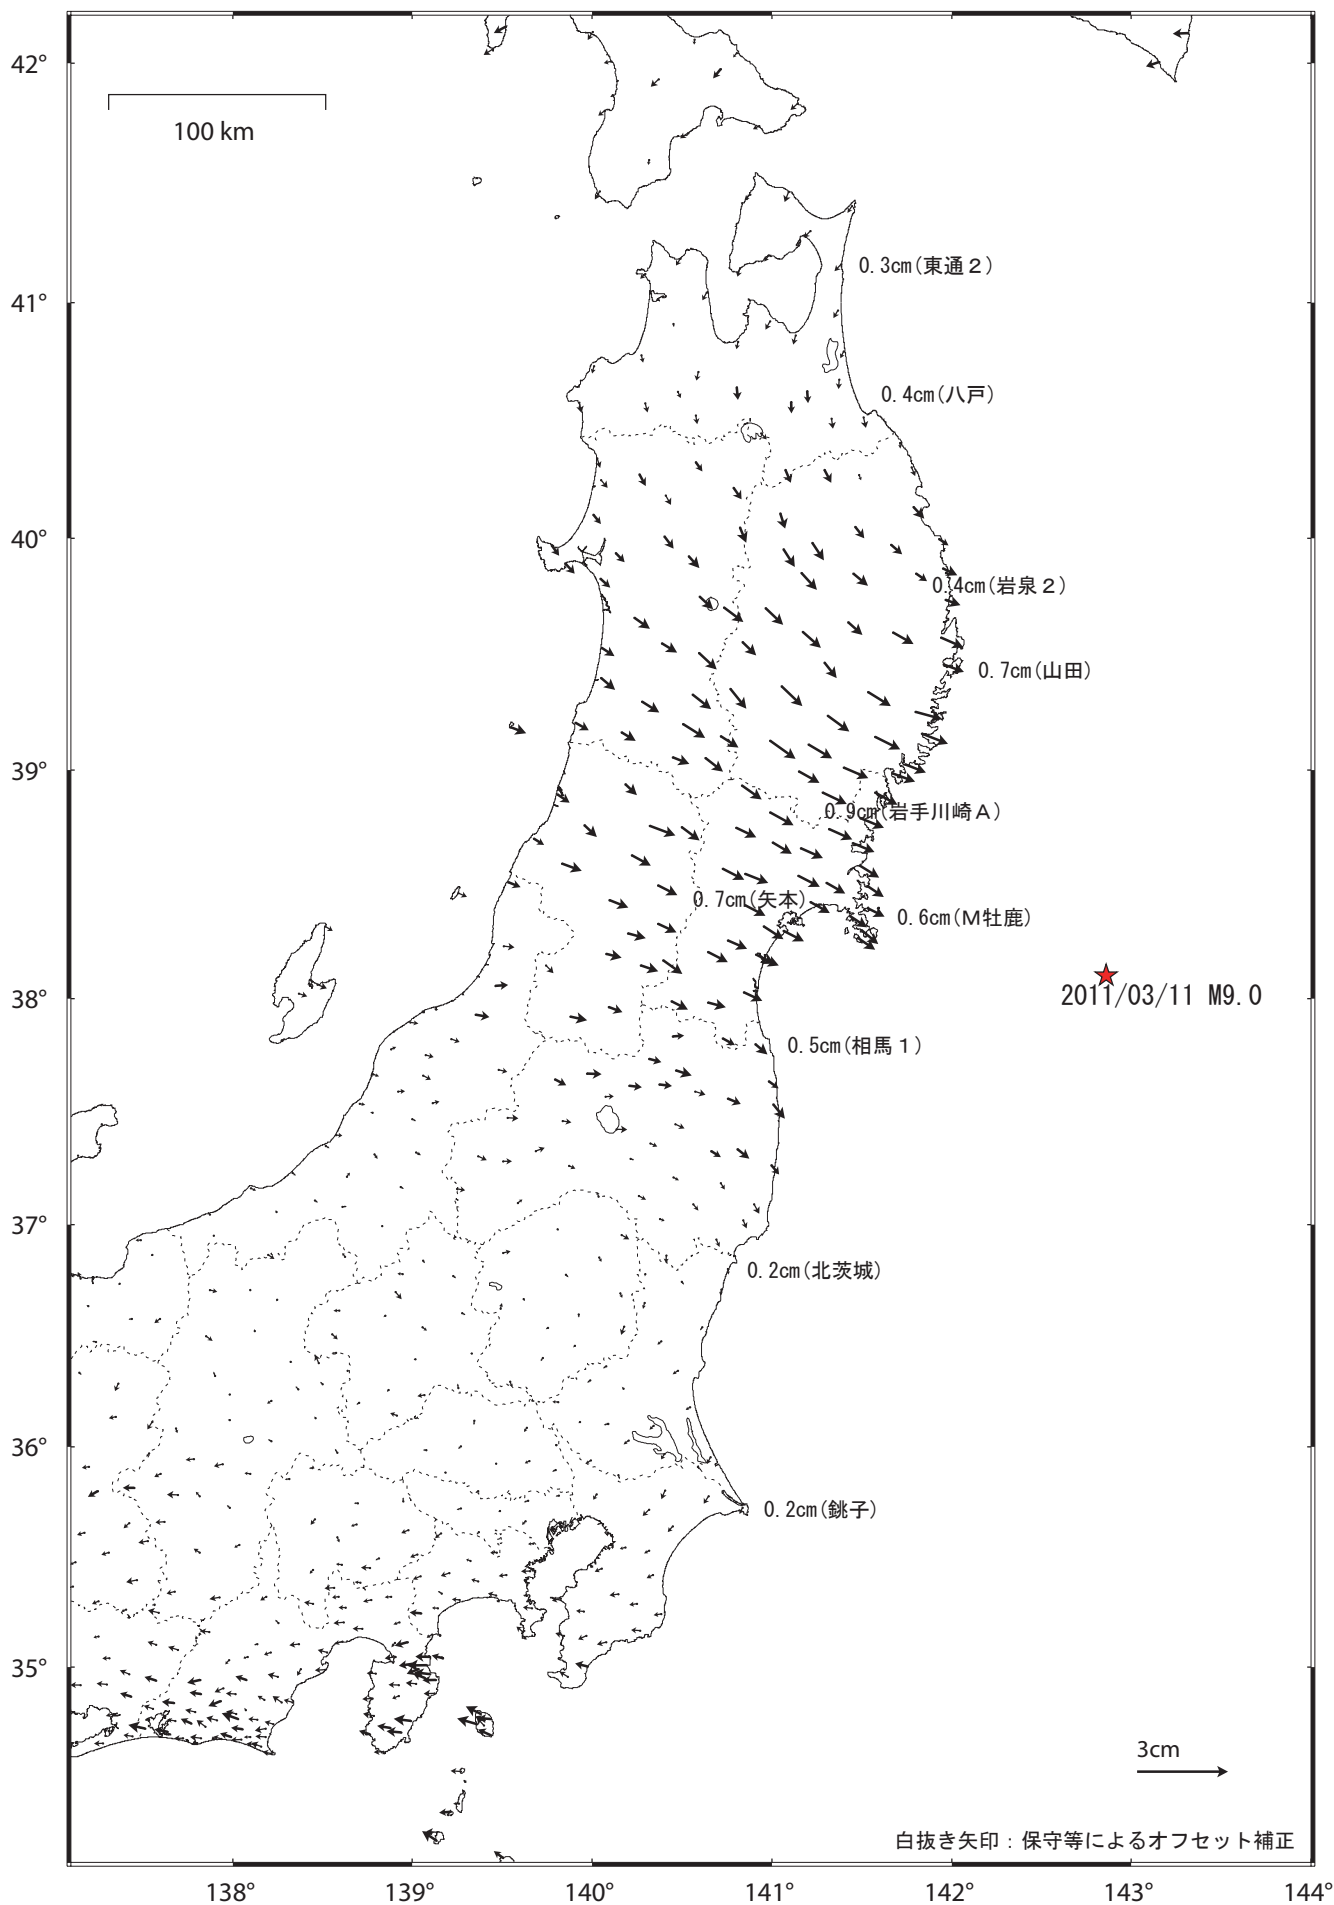 42°
100 km
0.3cm(東通２)
41°
0.4cm(八戸)
40°
0.4cm(岩泉２)
0.7cm(山田)
39°
0.9cm(岩手川崎Ａ)
0.7cm(矢本)
0.6cm(Ｍ牡鹿)
38°
2011/03/11 M9.0
0.5cm(相馬１)
37°
0.2cm(北茨城)
36°
0.2cm(銚子)
35°
3cm
白抜き矢印：保守等によるオフセット補正
138° 139° 140° 141° 142° 143° 144°